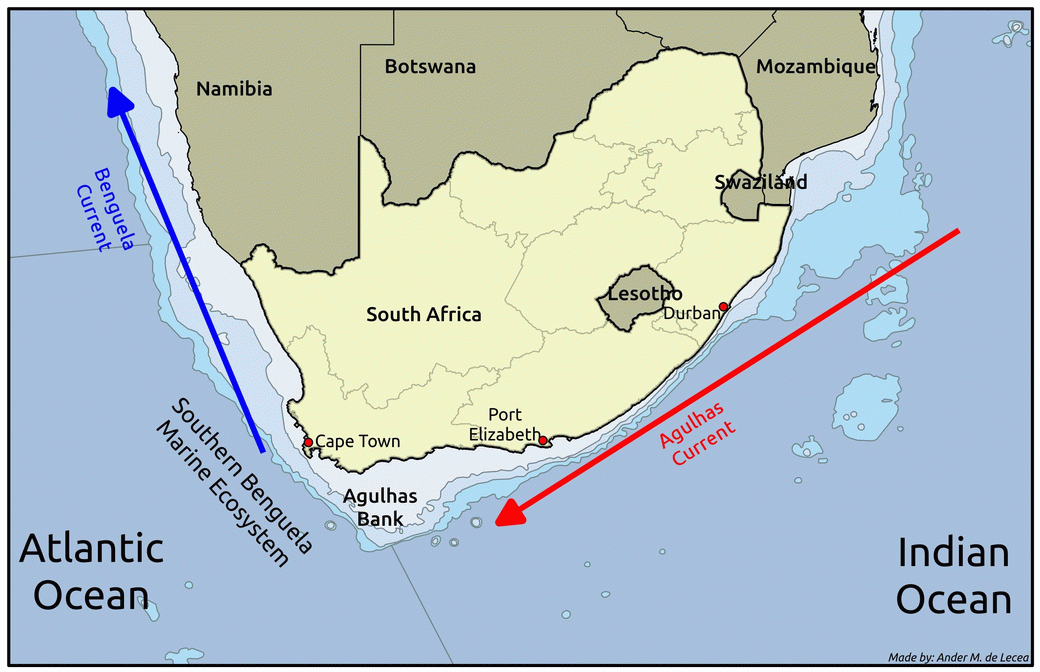 Namibia
Botswana
Mozambique
Swaziland
Benguela
Current
Lesotho
Durban
South Africa
Southern Benguela
Marine Ecosystem
Cape Town
Port
Elizabeth
Agulhas
Current
Agulhas
Bank
Atlantic
Ocean
Indian
Ocean
Made by: Ander M. de Lecea